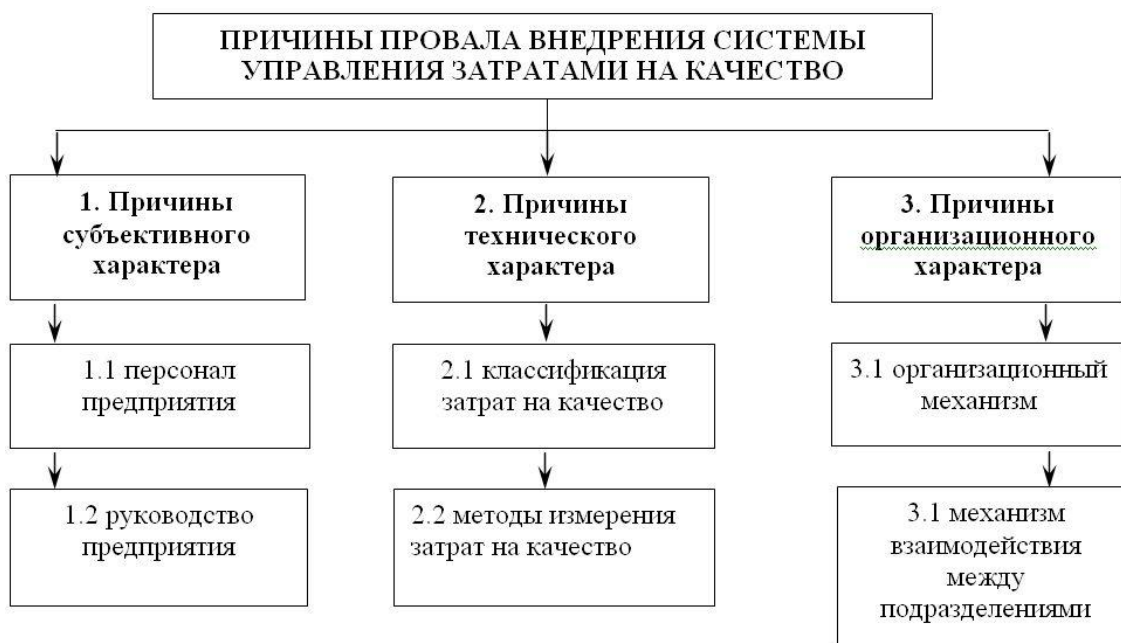 ПРИЧИНЫ ПРОВАЛА ВНЕДРЕНИЯ СИСТЕМЫ
УПРАВЛЕНИЯ ЗАТРАТАМИ НА КАЧЕСТВО
1. Причины
субъективного
характера
2. Причины
технического
характера
3. Причины
организационного
характера
1.1 персонал
предприятия
2.1 классификация
затрат на качество
3.1 организационный
механизм
1.2 руководство
предприятия
2.2 методы измерения
затрат на качество
3.1 механизм
взаимодействия
между
подразделениями